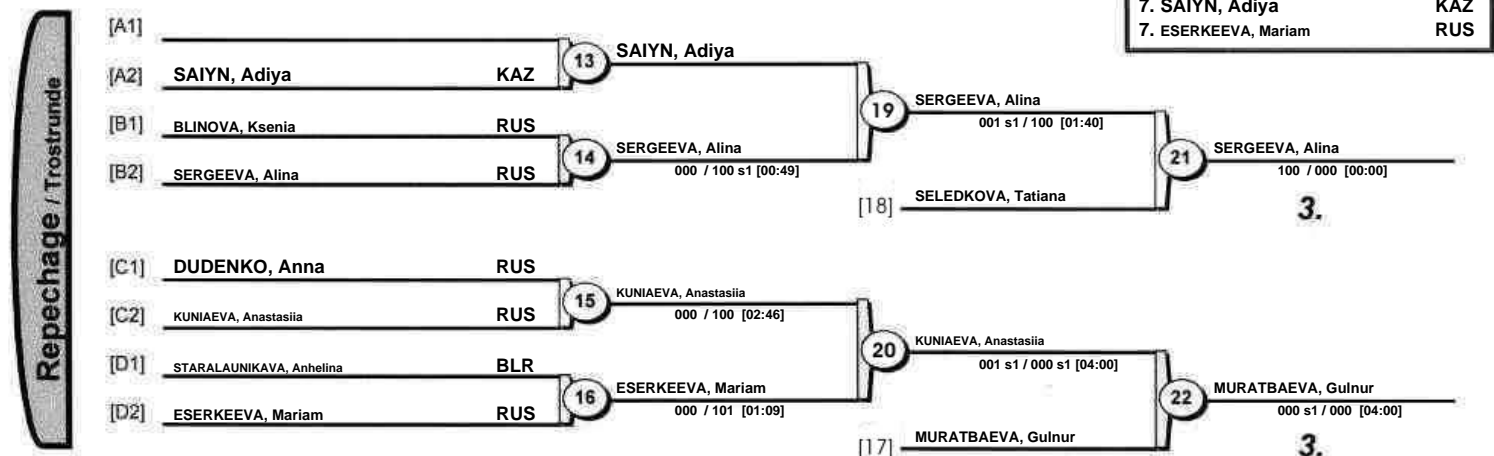 7. SAIYN, Adiya KAZ
7. ESERKEEVA, Mariam RUS
Repechage / Trostrunde
[A1]
13 SAIYN, Adiya
[A2] SAIYN, Adiya KAZ
19 SERGEEVA, Alina
001 s1 / 100 [01:40]
[B1] BLINOVA, Ksenia RUS
14 SERGEEVA, Alina
000 / 100 s1 [00:49]
21 SERGEEVA, Alina
100 / 000 [00:00]
[B2] SERGEEVA, Alina RUS
[18] SELEDKOVA, Tatiana
3.
[C1] DUDENKO, Anna RUS
15 KUNIAEVA, Anastasiia
000 / 100 [02:46]
[C2] KUNIAEVA, Anastasiia RUS
20 KUNIAEVA, Anastasiia
001 s1 / 000 s1 [04:00]
[D1] STARALAUNIKAVA, Anhelina BLR
16 ESERKEEVA, Mariam
000 / 101 [01:09]
22 MURATBAEVA, Gulnur
000 s1 / 000 [04:00]
[D2] ESERKEEVA, Mariam RUS
[17] MURATBAEVA, Gulnur
3.